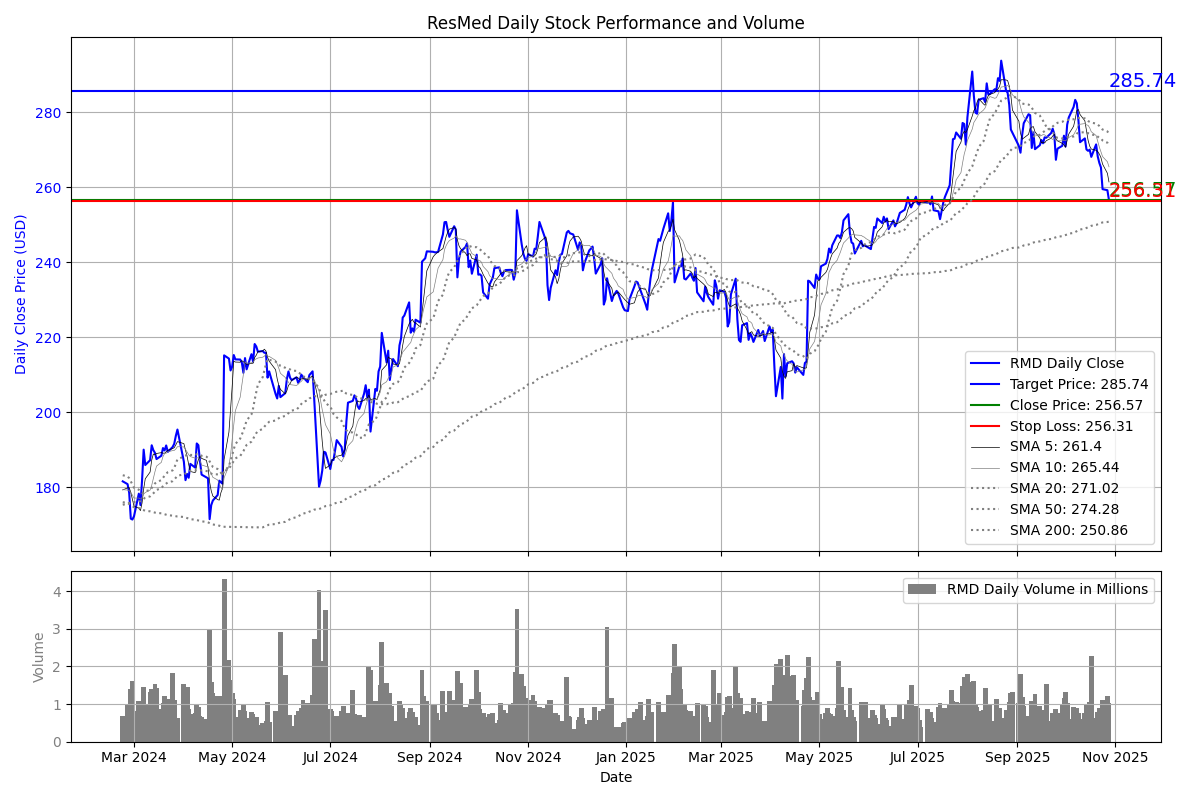 ResMed Daily Stock Performance and Volume
Daily Close Price (USD)
280
260
240
220
200
180
285.74
256.31
RMD Daily Close
Target Price: 285.74
Close Price: 256.57
Stop Loss: 256.31
SMA 5: 261.4
SMA 10: 265.44
SMA 20: 271.02
SMA 50: 274.28
SMA 200: 250.86
Volume
4
3
2
1
0
RMD Daily Volume in Millions
Mar 2024
May 2024
Jul 2024
Sep 2024
Nov 2024
Jan 2025
Mar 2025
May 2025
Jul 2025
Sep 2025
Nov 2025
Date